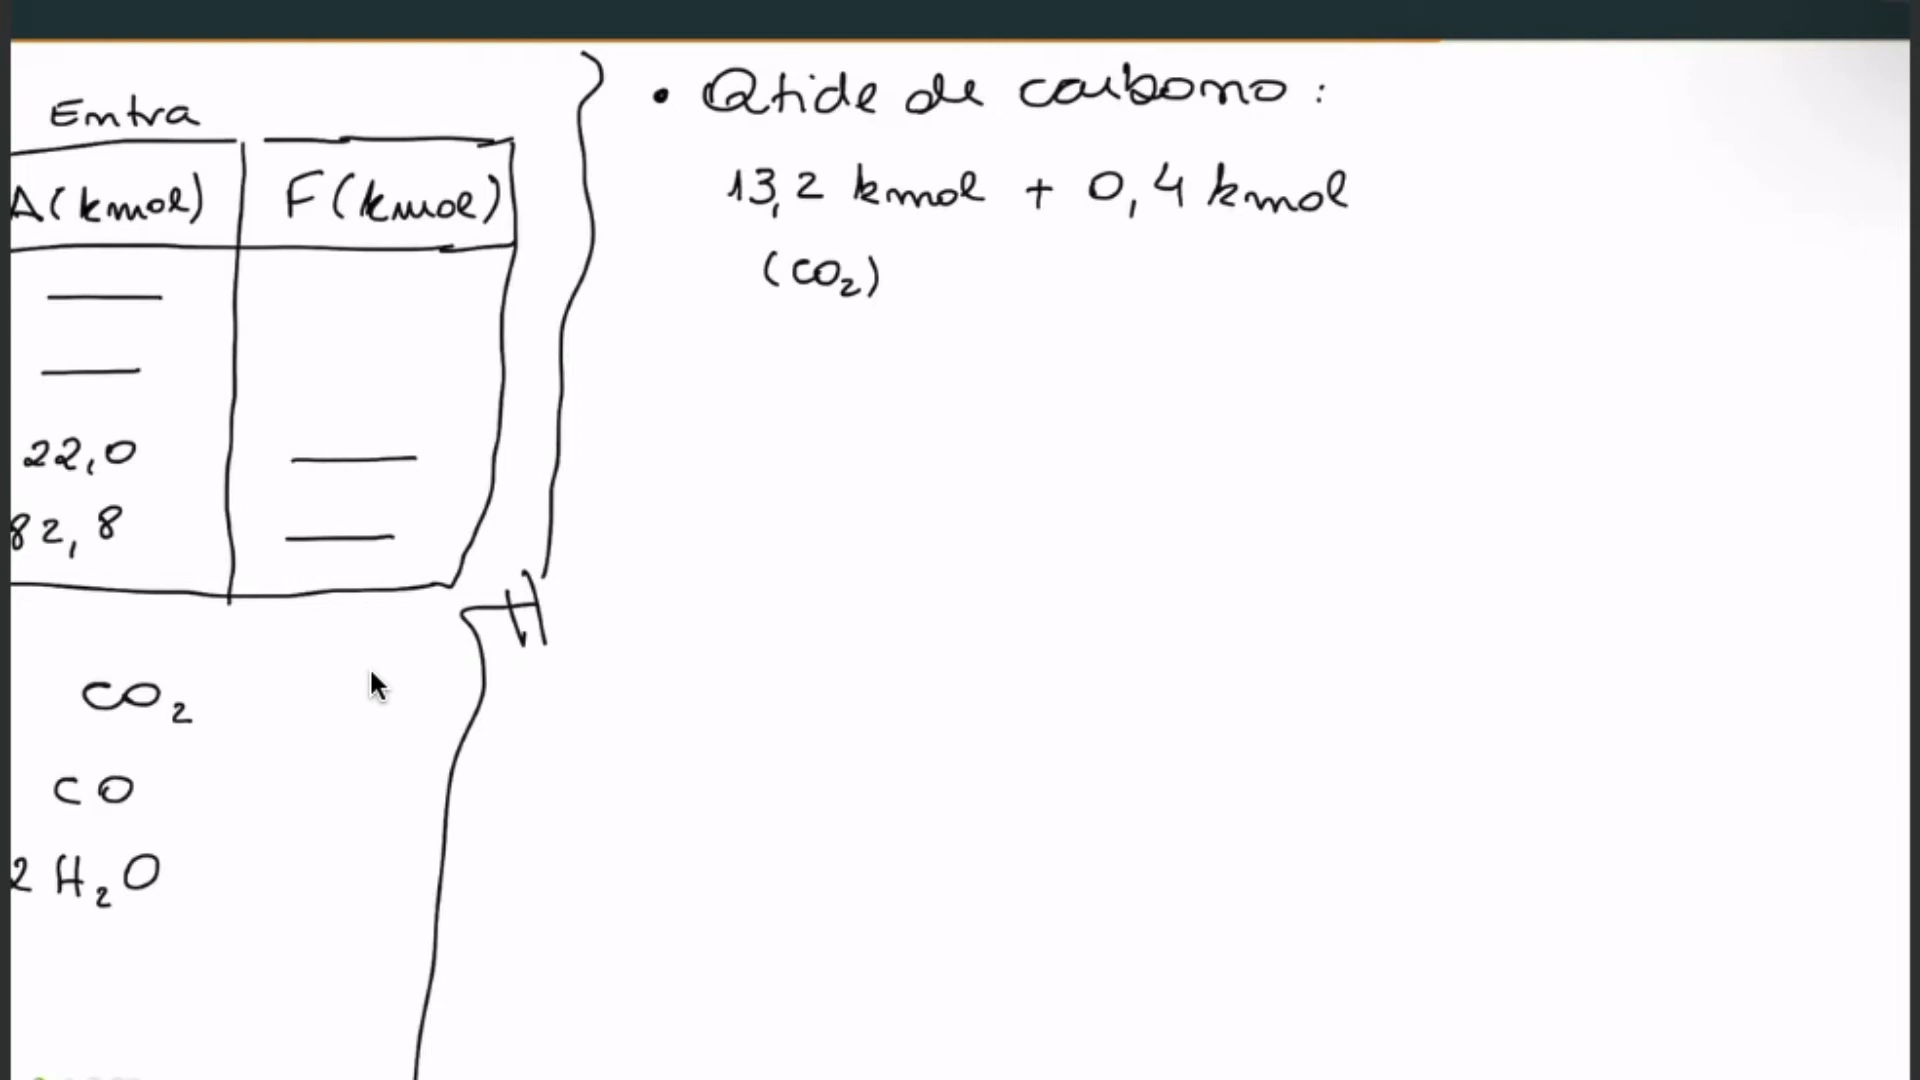 Entra
A(kmol) F(kmol)
22,0
82,8
CO2
CO
2 H2O
H
• Qtide de carbono:
13,2 kmol + 0,4 kmol
(CO2)